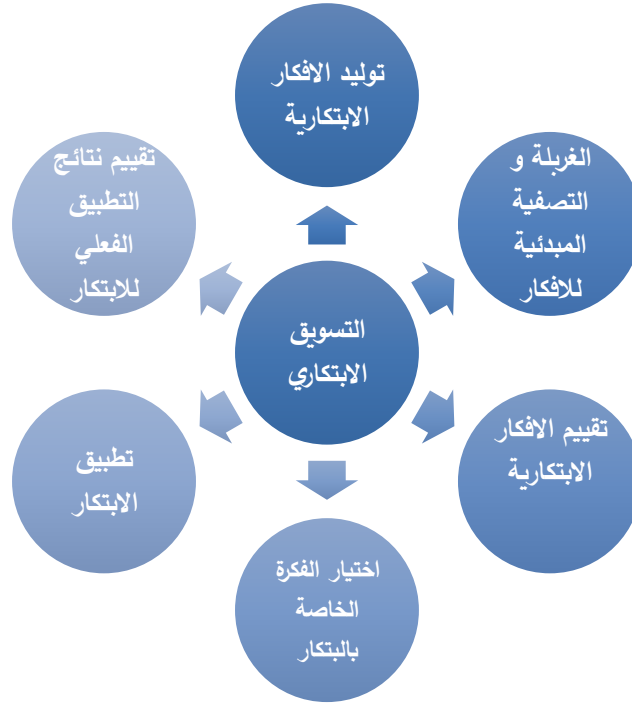 توليد الافكار
الابتكارية
الغربلة و
التصفية
المبدئية
للافكار
تقييم الافكار
الابتكارية
اختيار الفكرة
الخاصة
بالبتكار
تطبيق
الابتكار
تقييم نتائج
التطبيق
الفعلي
للابتكار
التسويق
الابتكاري